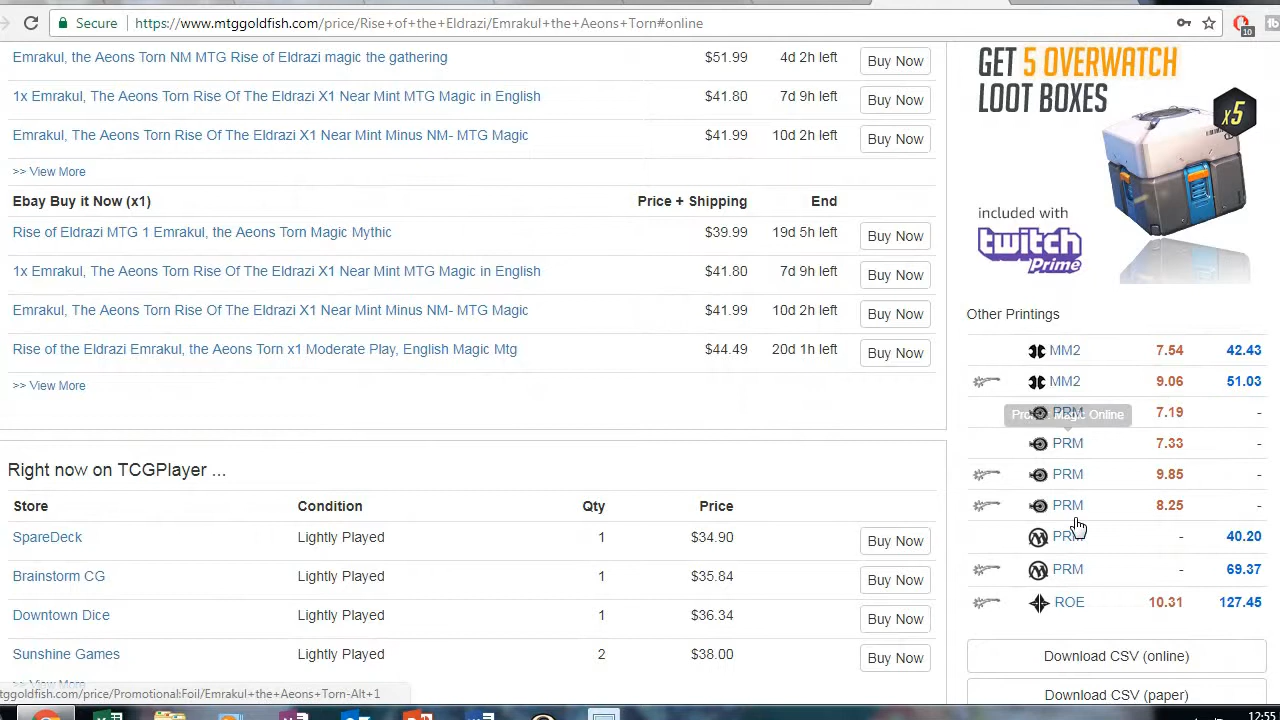 Secure
https://www.mtggoldfish.com/price/Rise+of+the+Eldrazi/Emrakul+the+Aeons+Torn#online
10
Emrakul, the Aeons Torn NM MTG Rise of Eldrazi magic the gathering $51.99 4d 2h left Buy Now
1x Emrakul, The Aeons Torn Rise Of The Eldrazi X1 Near Mint MTG Magic in English $41.80 7d 9h left Buy Now
Emrakul, The Aeons Torn Rise Of The Eldrazi X1 Near Mint Minus NM- MTG Magic $41.99 10d 2h left Buy Now
>> View More
Ebay Buy it Now (x1) Price + Shipping End
Rise of Eldrazi MTG 1 Emrakul, the Aeons Torn Magic Mythic $39.99 19d 5h left Buy Now
1x Emrakul, The Aeons Torn Rise Of The Eldrazi X1 Near Mint MTG Magic in English $41.80 7d 9h left Buy Now
Emrakul, The Aeons Torn Rise Of The Eldrazi X1 Near Mint Minus NM- MTG Magic $41.99 10d 2h left Buy Now
Rise of the Eldrazi Emrakul, the Aeons Torn x1 Moderate Play, English Magic Mtg $44.49 20d 1h left Buy Now
>> View More
Right now on TCGPlayer ...
Store Condition Qty Price
SpareDeck Lightly Played 1 $34.90 Buy Now
Brainstorm CG Lightly Played 1 $35.84 Buy Now
Downtown Dice Lightly Played 1 $36.34 Buy Now
Sunshine Games Lightly Played 2 $38.00 Buy Now
>> View More
tggoldfish.com/price/Promotional:Foil/Emrakul+the+Aeons+Torn-Alt+1
GET 5 OVERWATCH
LOOT BOXES
x5
included with
twitch
prime
Other Printings
MM2 7.54 42.43
MM2 9.06 51.03
PRM 7.19 -
Online
PRM 7.33 -
PRM 9.85 -
PRM 8.25 -
PRM - 40.20
PRM - 69.37
ROE 10.31 127.45
Download CSV (online)
Download CSV (paper)
12:55